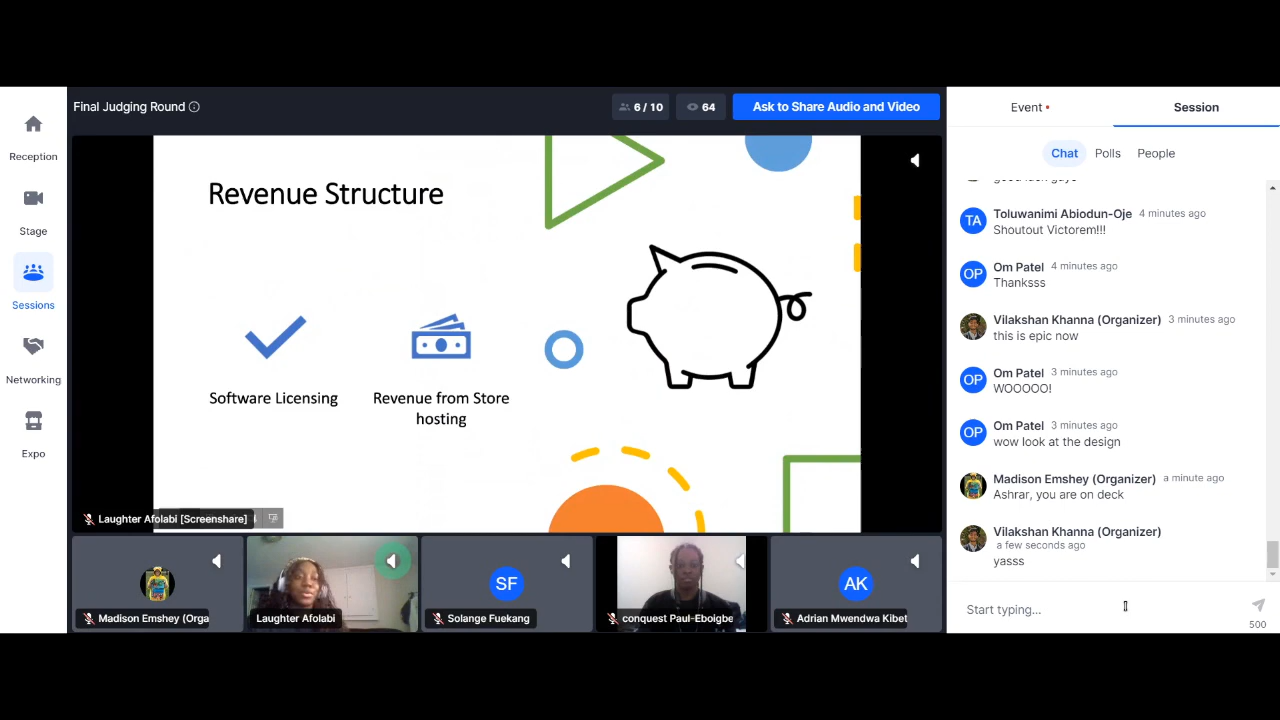 Final Judging Round
6 / 10
64
Ask to Share Audio and Video
Event
Session
Reception
Stage
Sessions
Networking
Expo
Revenue Structure
Software Licensing
Revenue from Store
hosting
Laughter Afolabi [Screenshare]
Madison Emshey (Orga
Laughter Afolabi
SF
Solange Fuekang
conquest Paul-Eboigbe
AK
Adrian Mwendwa Kibet
Chat
Polls
People
good luck guys
TA
Toluwanimi Abiodun-Oje 4 minutes ago
Shoutout Victorem!!!
OP
Om Patel 4 minutes ago
Thanksss
Vilakshan Khanna (Organizer) 3 minutes ago
this is epic now
OP
Om Patel 3 minutes ago
WOOOOO!
OP
Om Patel 3 minutes ago
wow look at the design
Madison Emshey (Organizer) a minute ago
Ashrar, you are on deck
Vilakshan Khanna (Organizer)
a few seconds ago
yasss
Start typing...
500